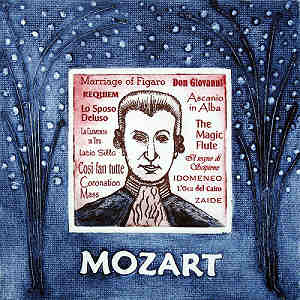 Marriage of Figaro
Don Giovanni
REQUIEM
Ascanio
in Alba
Lo Sposo
Deluso
The
Magic
Flute
La Clemenza
di Tito
Lucio Silla
Il sogno di
Scipione
Così fan tutte
IDOMENEO
Coronation
Mass
L'Oca del Cairo
ZAIDE
MOZART